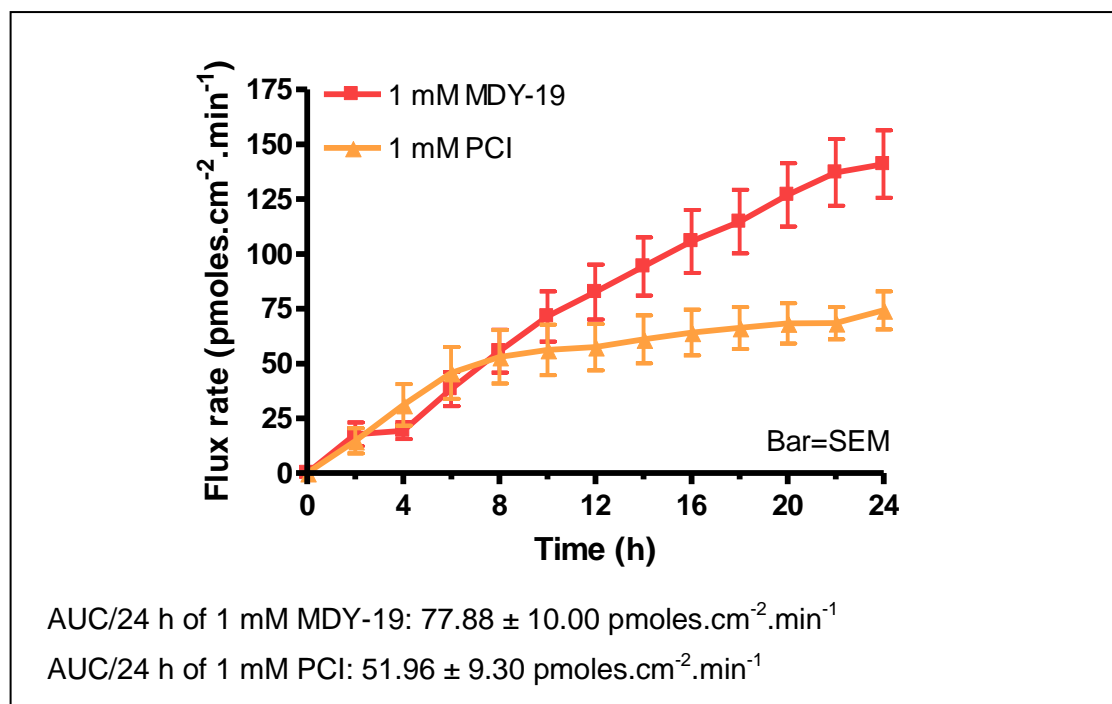 Flux rate (pmoles.cm⁻².min⁻¹)
175
150
125
100
75
50
25
0
1 mM MDY-19
1 mM PCI
Bar=SEM
0 4 8 12 16 20 24
Time (h)
AUC/24 h of 1 mM MDY-19: 77.88 ± 10.00 pmoles.cm⁻².min⁻¹
AUC/24 h of 1 mM PCI: 51.96 ± 9.30 pmoles.cm⁻².min⁻¹